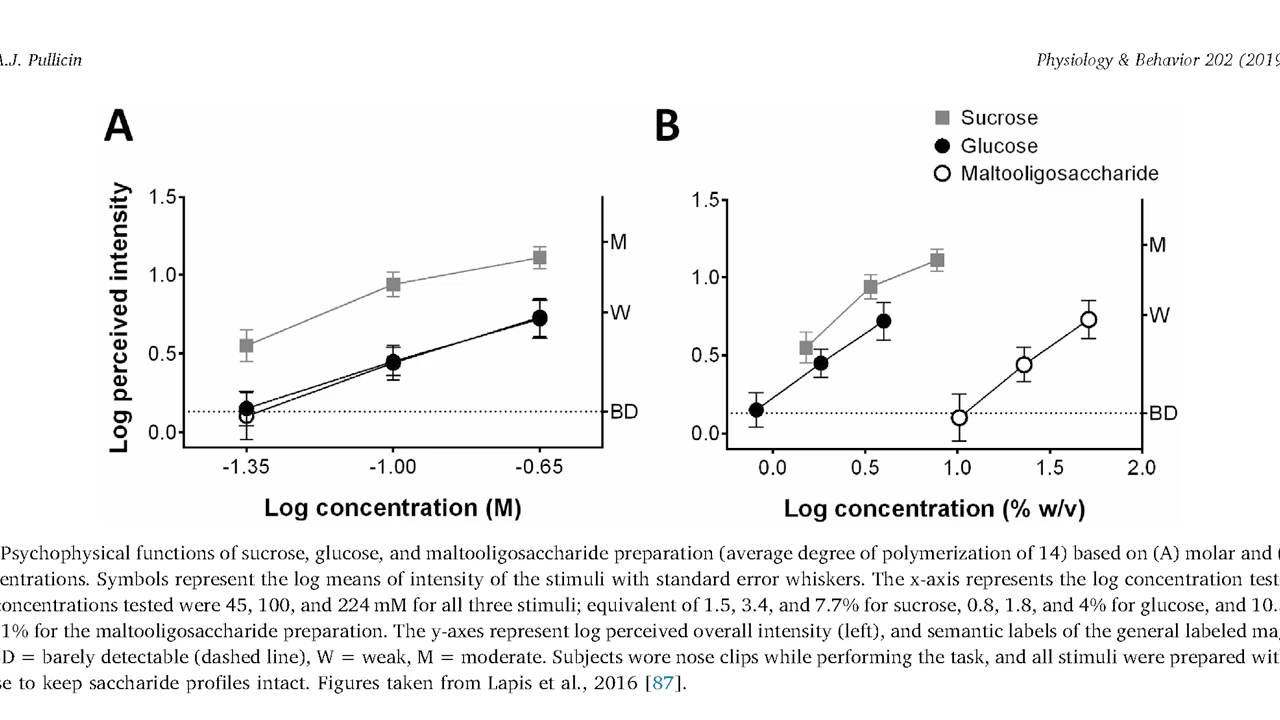 A.J. Pullicin
Physiology & Behavior 202 (2019
A
B
Sucrose
Glucose
Maltooligosaccharide
Log perceived intensity
1.5
1.0
0.5
0.0
M
W
BD
-1.35
-1.00
-0.65
Log concentration (M)
1.5
1.0
0.5
0.0
M
W
BD
0.0
0.5
1.0
1.5
2.0
Log concentration (% w/v)
Psychophysical functions of sucrose, glucose, and maltooligosaccharide preparation (average degree of polymerization of 14) based on (A) molar and (
entrations. Symbols represent the log means of intensity of the stimuli with standard error whiskers. The x-axis represents the log concentration test
concentrations tested were 45, 100, and 224 mM for all three stimuli; equivalent of 1.5, 3.4, and 7.7% for sucrose, 0.8, 1.8, and 4% for glucose, and 10.
1% for the maltooligosaccharide preparation. The y-axes represent log perceived overall intensity (left), and semantic labels of the general labeled ma
D = barely detectable (dashed line), W = weak, M = moderate. Subjects wore nose clips while performing the task, and all stimuli were prepared wit
se to keep saccharide profiles intact. Figures taken from Lapis et al., 2016 [87].